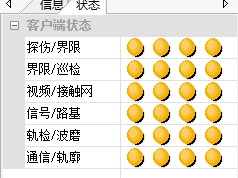 信息 状态
客户端状态
探伤/界限
界限/巡检
视频/接触网
信号/路基
轨检/波磨
通信/轨廓